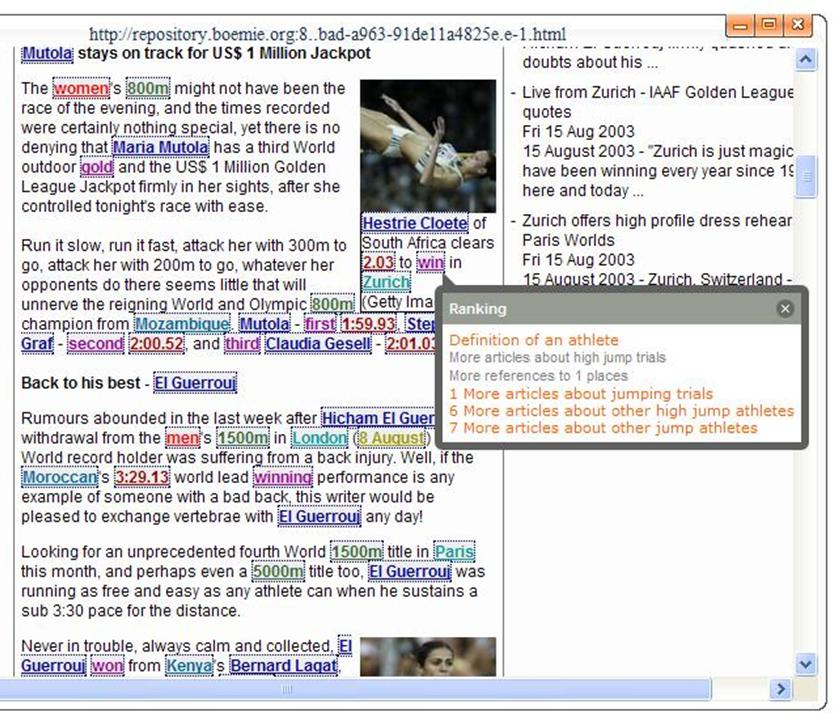 http://repository.boemie.org:8..bad-a963-91de11a4825e.e-1.html
Mutola stays on track for US$ 1 Million Jackpot
The women's 800m might not have been the
race of the evening, and the times recorded
were certainly nothing special, yet there is no
denying that Maria Mutola has a third World
outdoor gold and the US$ 1 Million Golden
League Jackpot firmly in her sights, after she
controlled tonight's race with ease.
Hestrie Cloete of
South Africa clears
2.03 to win in
Zurich
(Getty Ima
Run it slow, run it fast, attack her with 300m to
go, attack her with 200m to go, whatever her
opponents do there seems little that will
unnerve the reigning World and Olympic 800m
champion from Mozambique. Mutola - first 1:59.93, Step
Graf - second 2:00.52, and third Claudia Gesell - 2:01.03
Back to his best - El Guerrouj
Rumours abounded in the last week after Hicham El Guer
withdrawal from the men's 1500m in London (8 August)
World record holder was suffering from a back injury. Well, if the
Moroccan's 3:29.13 world lead winning performance is any
example of someone with a bad back, this writer would be
pleased to exchange vertebrae with El Guerrouj any day!
Looking for an unprecedented fourth World 1500m title in Paris
this month, and perhaps even a 5000m title too, El Guerrouj was
running as free and easy as any athlete can when he sustains a
sub 3:30 pace for the distance.
Never in trouble, always calm and collected, El
Guerrouj won from Kenya's Bernard Lagat,
doubts about his ...
- Live from Zurich - IAAF Golden League
quotes
Fri 15 Aug 2003
15 August 2003 - "Zurich is just magic
have been winning every year since 19
here and today ...
- Zurich offers high profile dress rehear
Paris Worlds
Fri 15 Aug 2003
15 August 2003 - Zurich, Switzerland -
Ranking
Definition of an athlete
More articles about high jump trials
More references to 1 places
1 More articles about jumping trials
6 More articles about other high jump athletes
7 More articles about other jump athletes